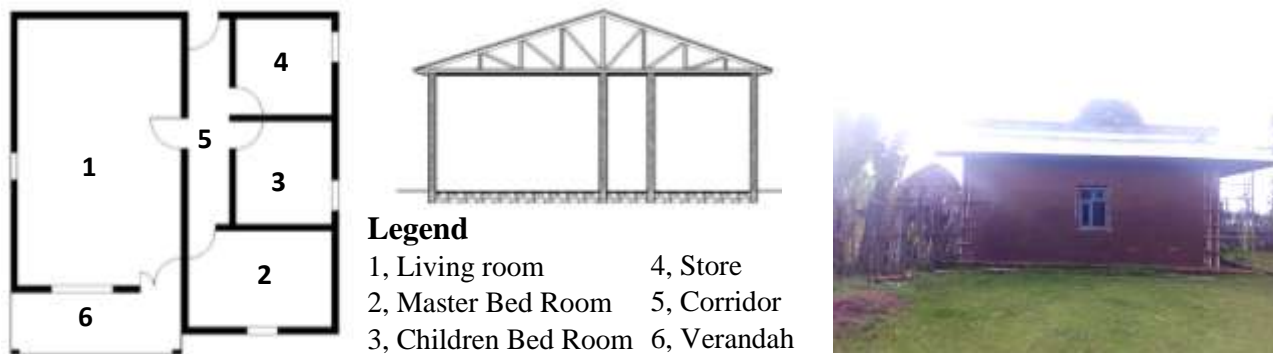 4
5
1
3
2
6
Legend
1, Living room
2, Master Bed Room
3, Children Bed Room
4, Store
5, Corridor
6, Verandah